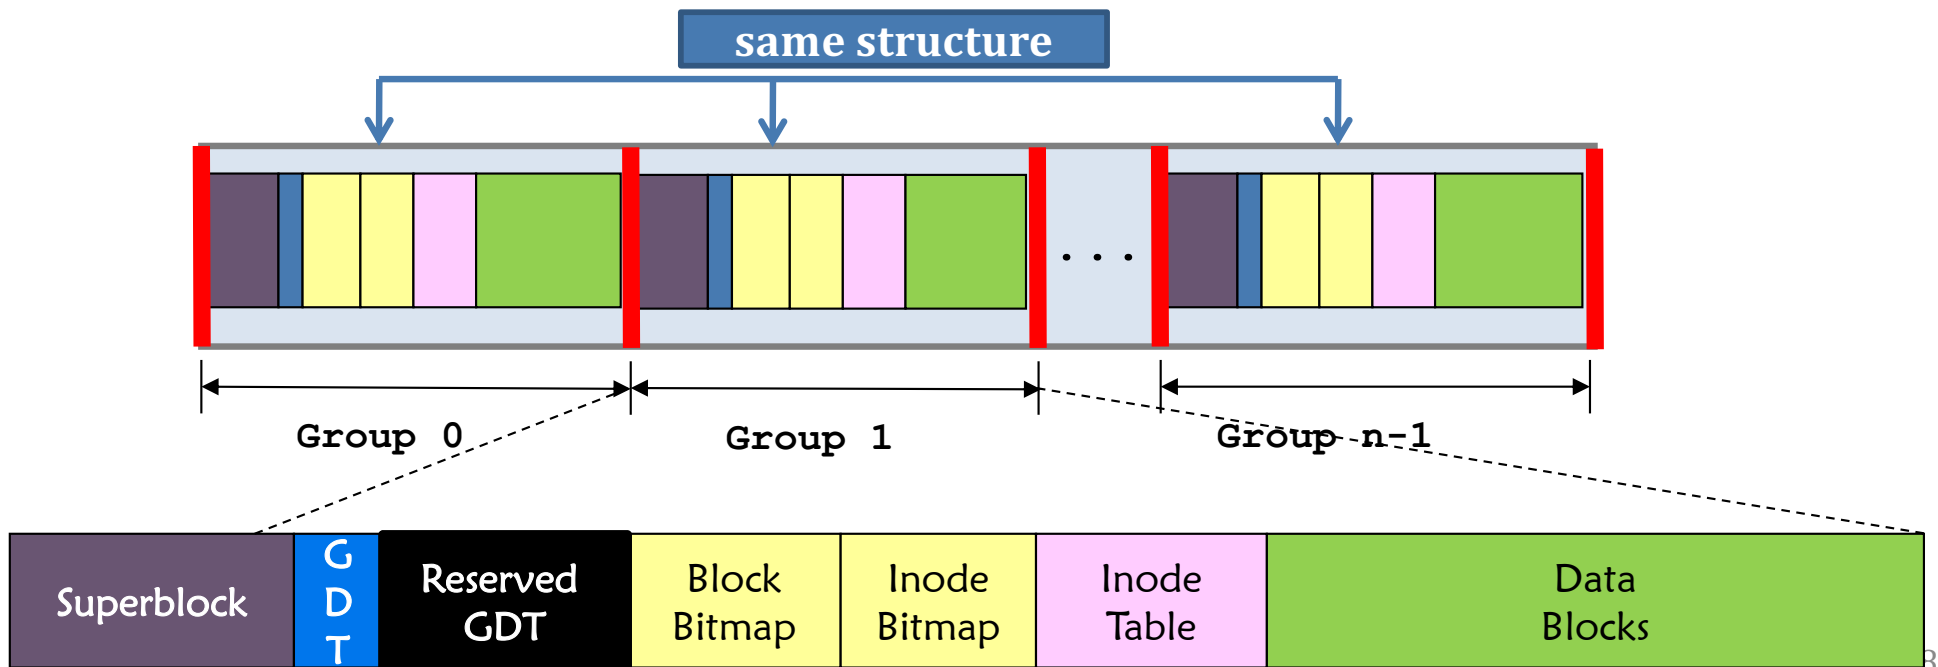 same structure
. . .
Group 0
Group 1
Group n-1
Superblock
G
D
T
Reserved
GDT
Block
Bitmap
Inode
Bitmap
Inode
Table
Data
Blocks
8